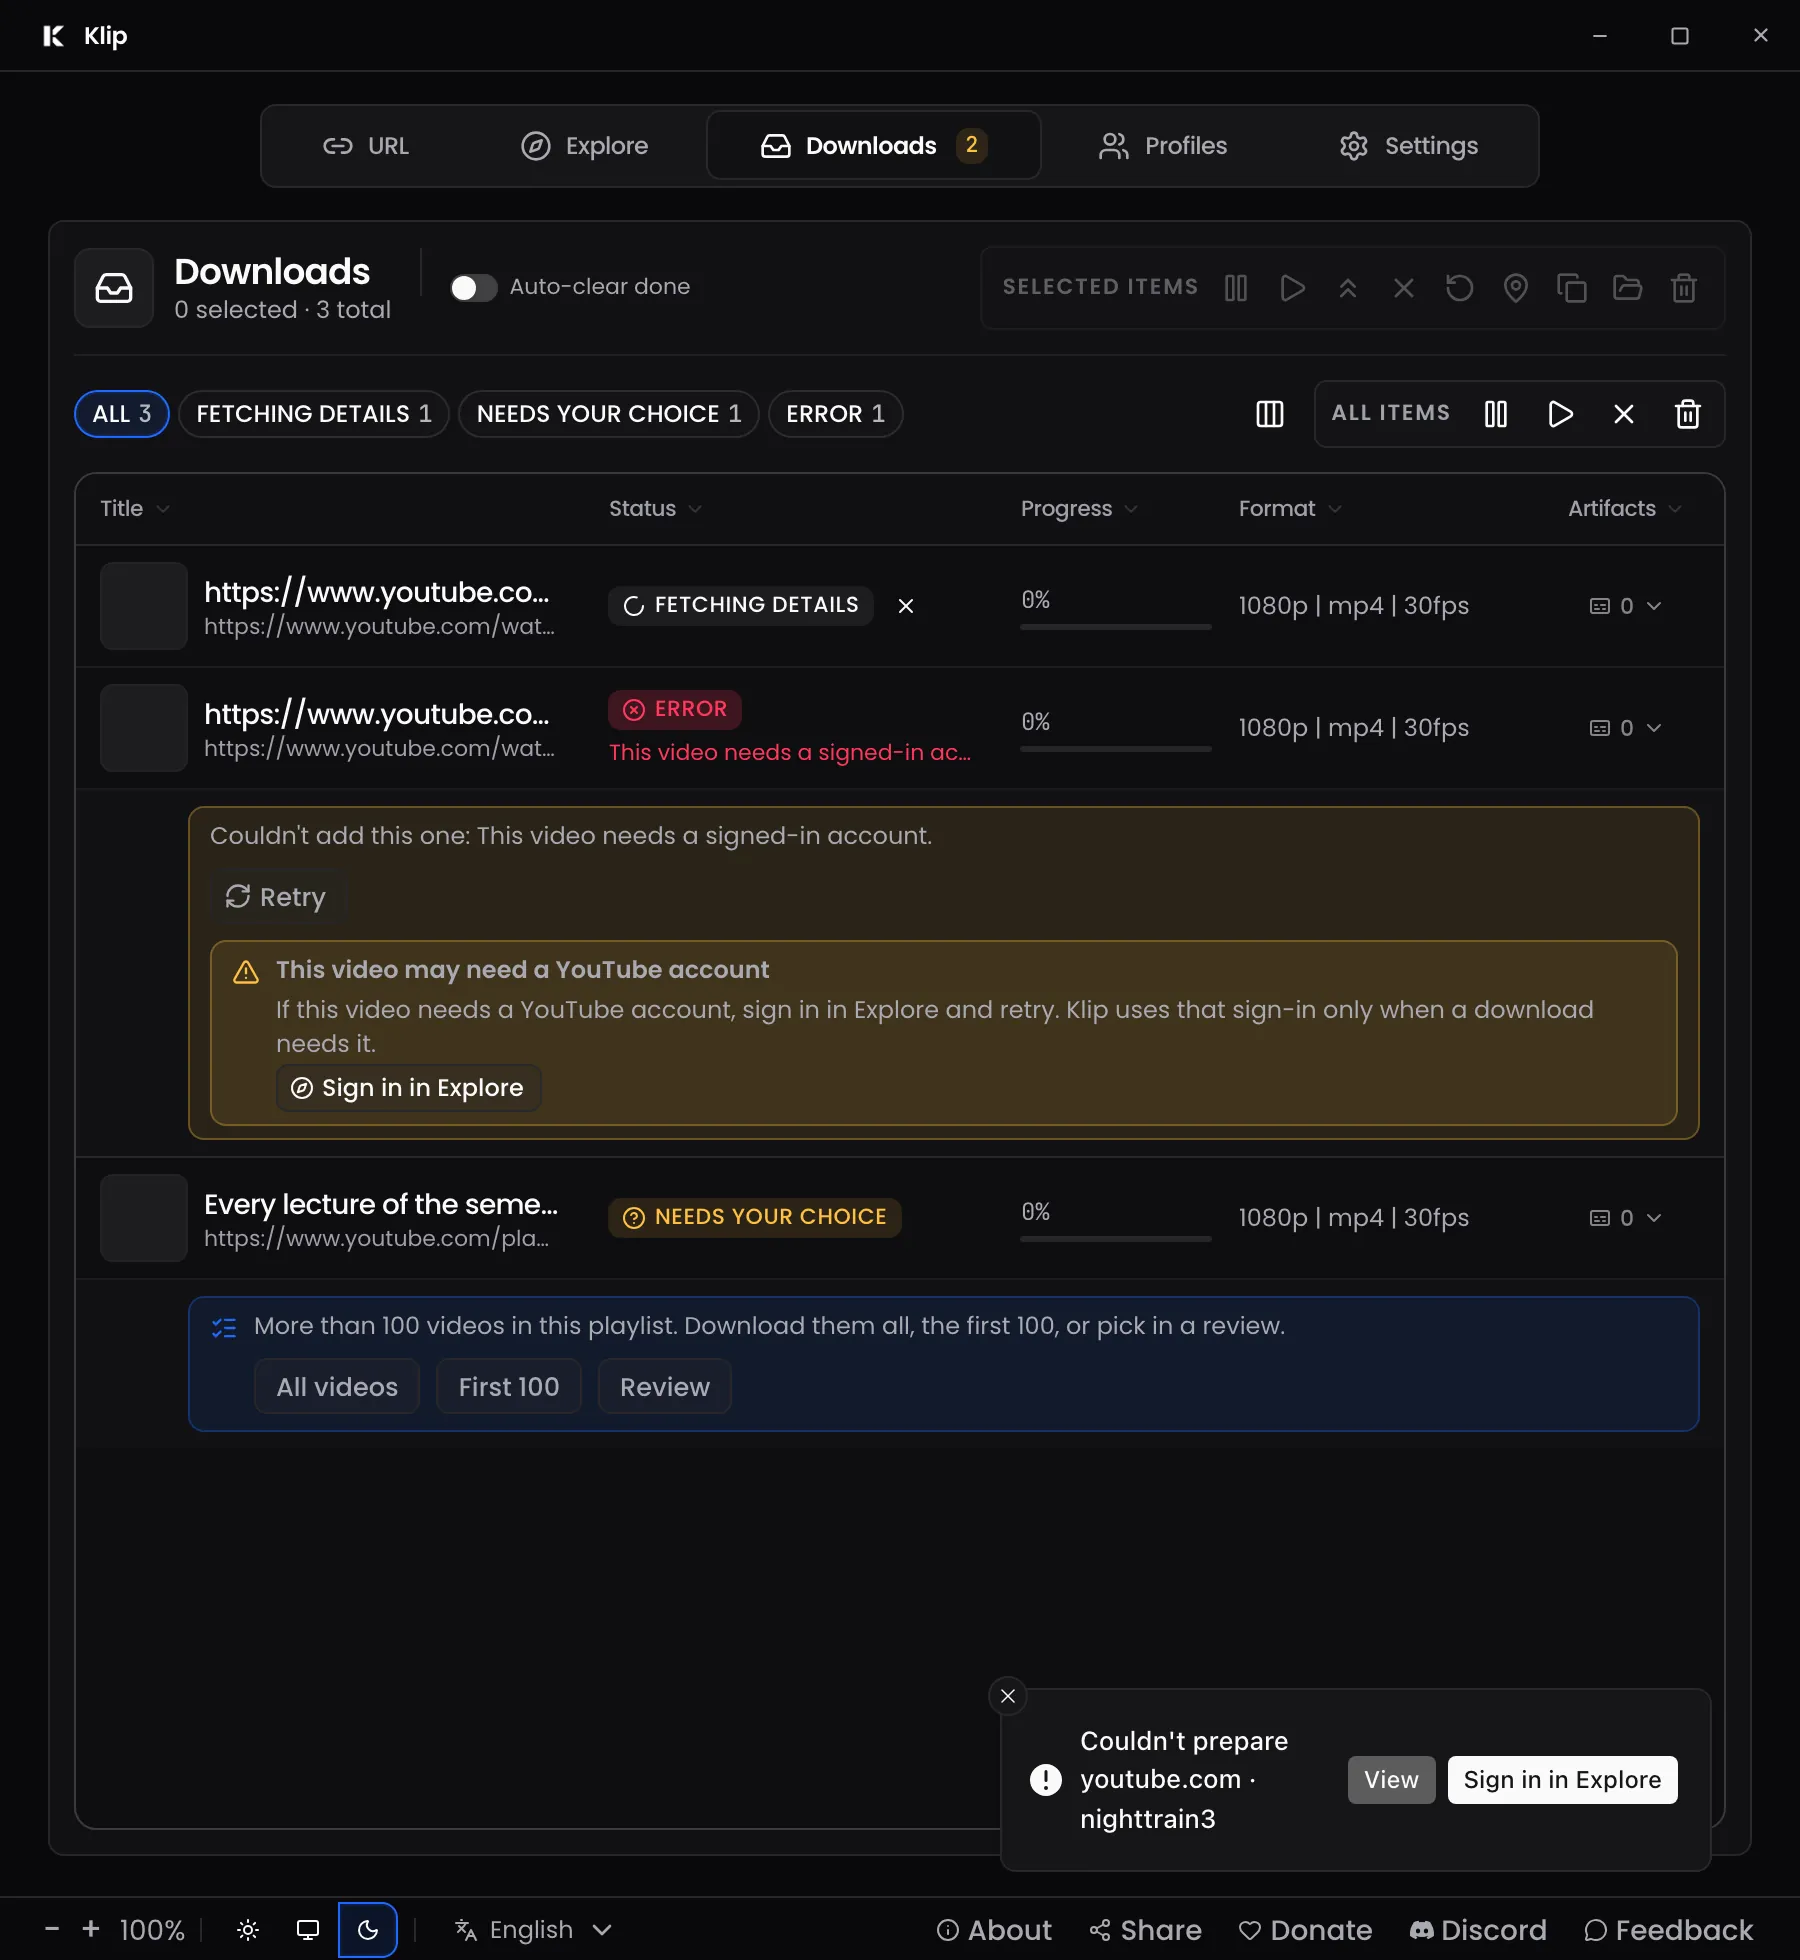 Klip
URL
Explore
Downloads 2
Profiles
Settings
Downloads
0 selected · 3 total
Auto-clear done
SELECTED ITEMS
ALL 3
FETCHING DETAILS 1
NEEDS YOUR CHOICE 1
ERROR 1
ALL ITEMS
Title
Status
Progress
Format
Artifacts
https://www.youtube.co...
https://www.youtube.com/wat...
FETCHING DETAILS
0%
1080p | mp4 | 30fps
0
https://www.youtube.co...
https://www.youtube.com/wat...
ERROR
This video needs a signed-in ac...
0%
1080p | mp4 | 30fps
0
Couldn't add this one: This video needs a signed-in account.
Retry
This video may need a YouTube account
If this video needs a YouTube account, sign in in Explore and retry. Klip uses that sign-in only when a download
needs it.
Sign in in Explore
Every lecture of the seme...
https://www.youtube.com/pla...
NEEDS YOUR CHOICE
0%
1080p | mp4 | 30fps
0
More than 100 videos in this playlist. Download them all, the first 100, or pick in a review.
All videos
First 100
Review
Couldn't prepare
youtube.com ·
nighttrain3
View
Sign in in Explore
100%
English
About
Share
Donate
Discord
Feedback